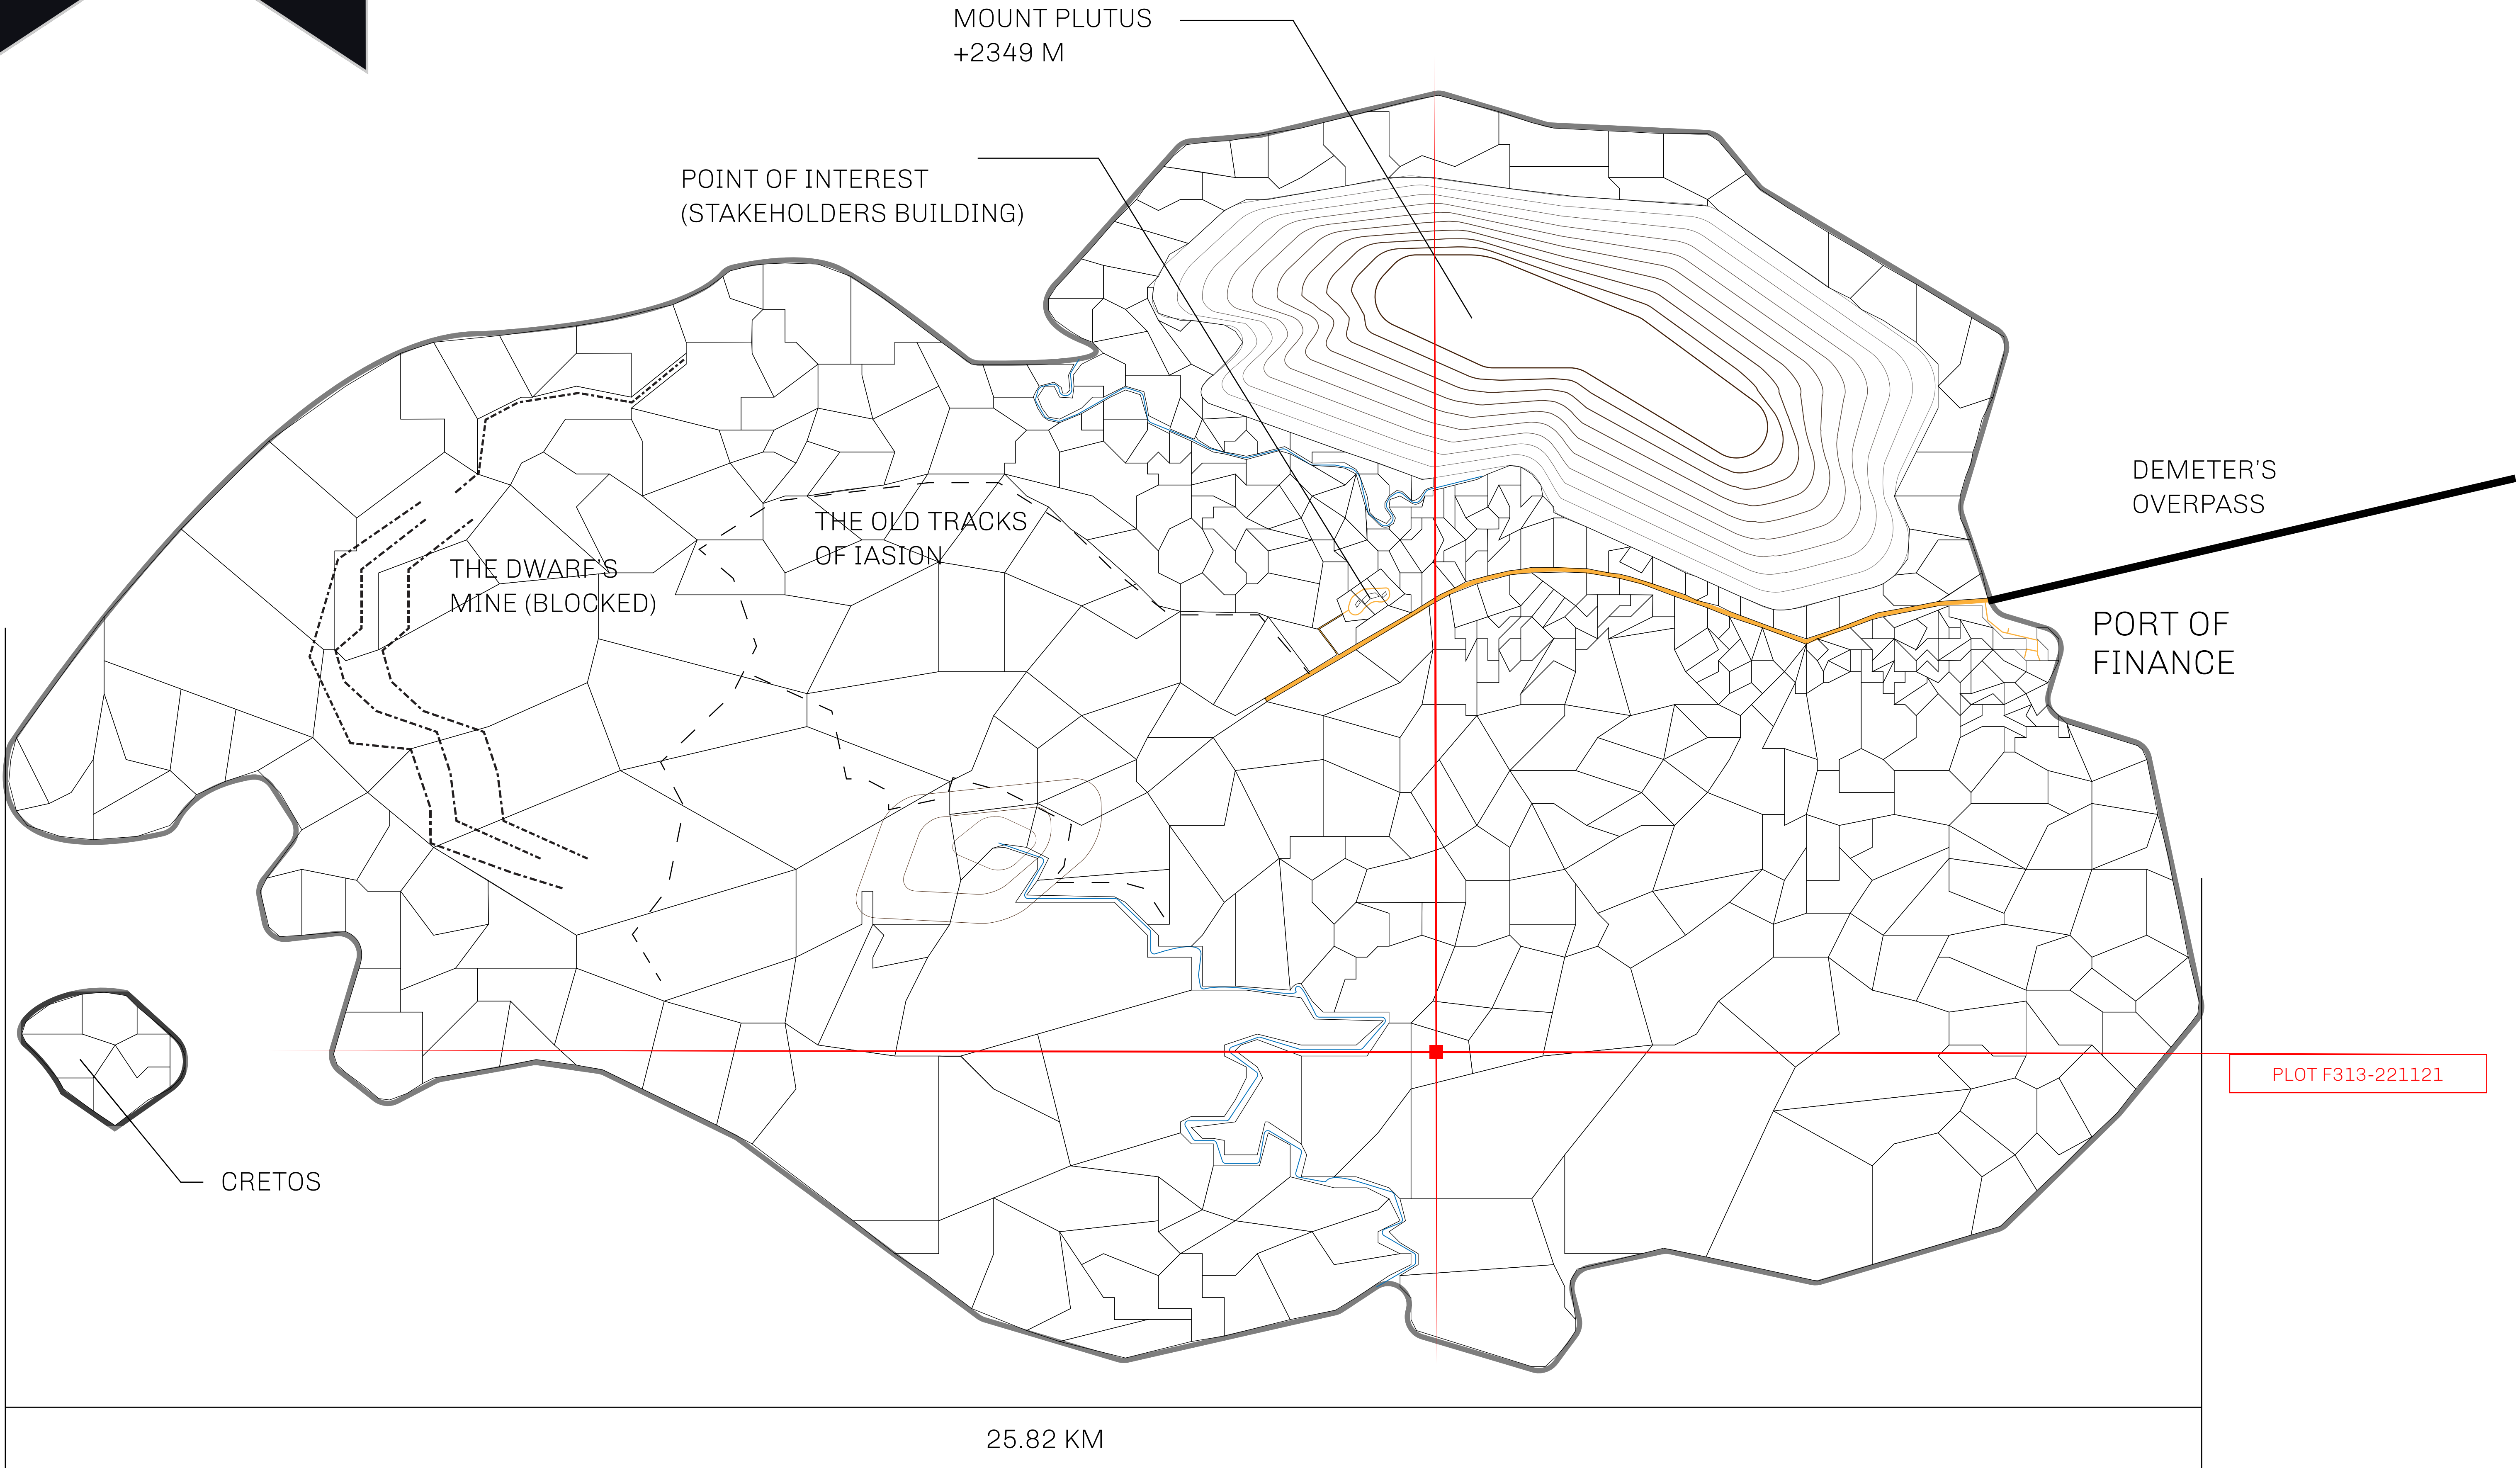 MOUNT PLUTUS
+2349 M
POINT OF INTEREST
(STAKEHOLDERS BUILDING)
DEMETER'S
OVERPASS
THE OLD TRACKS
OF IASION
THE DWARF'S
MINE (BLOCKED)
PORT OF
FINANCE
PLOT F313-221121
CRETOS
25.82 KM